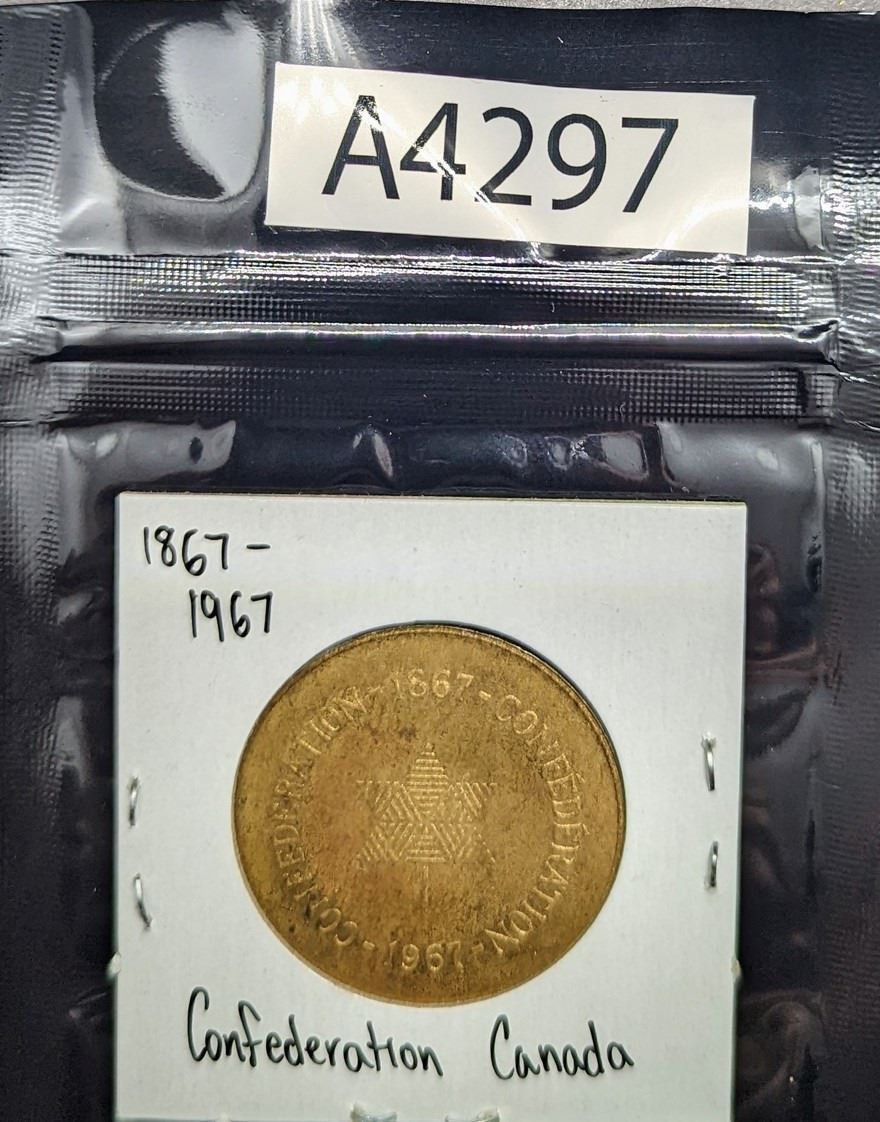 A4297
1867-
1967
CONFEDERATION - 1867 - CONFÉDÉRATION - 1967 -
Confederation Canada